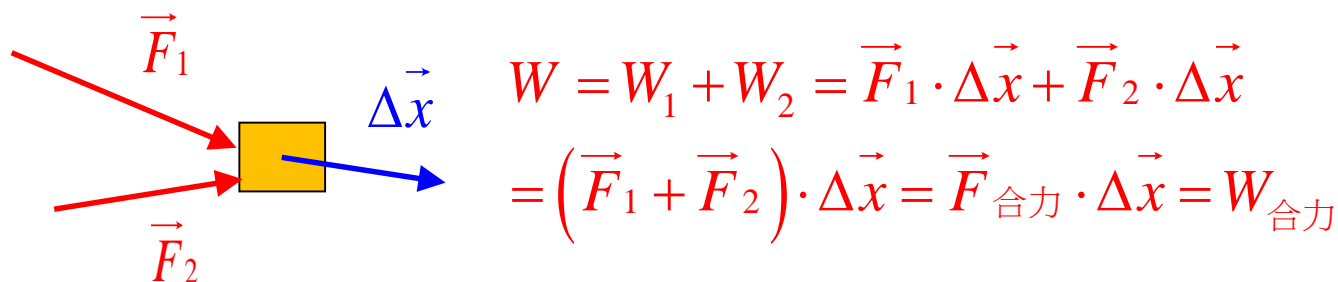 F⃗₁
Δx⃗
F⃗₂
W = W₁ + W₂ = F⃗₁ · Δx⃗ + F⃗₂ · Δx⃗
= (F⃗₁ + F⃗₂) · Δx⃗ = F⃗合力 · Δx⃗ = W合力